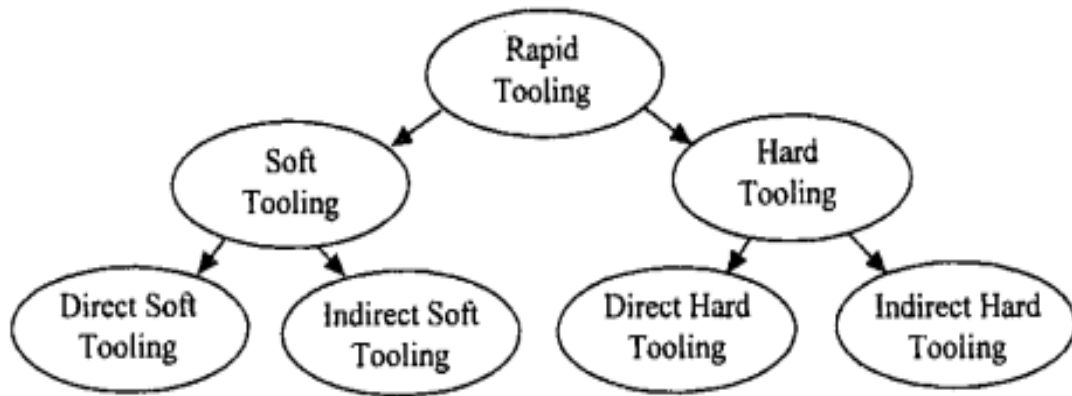 Rapid
Tooling
Soft
Tooling
Hard
Tooling
Direct Soft
Tooling
Indirect Soft
Tooling
Direct Hard
Tooling
Indirect Hard
Tooling